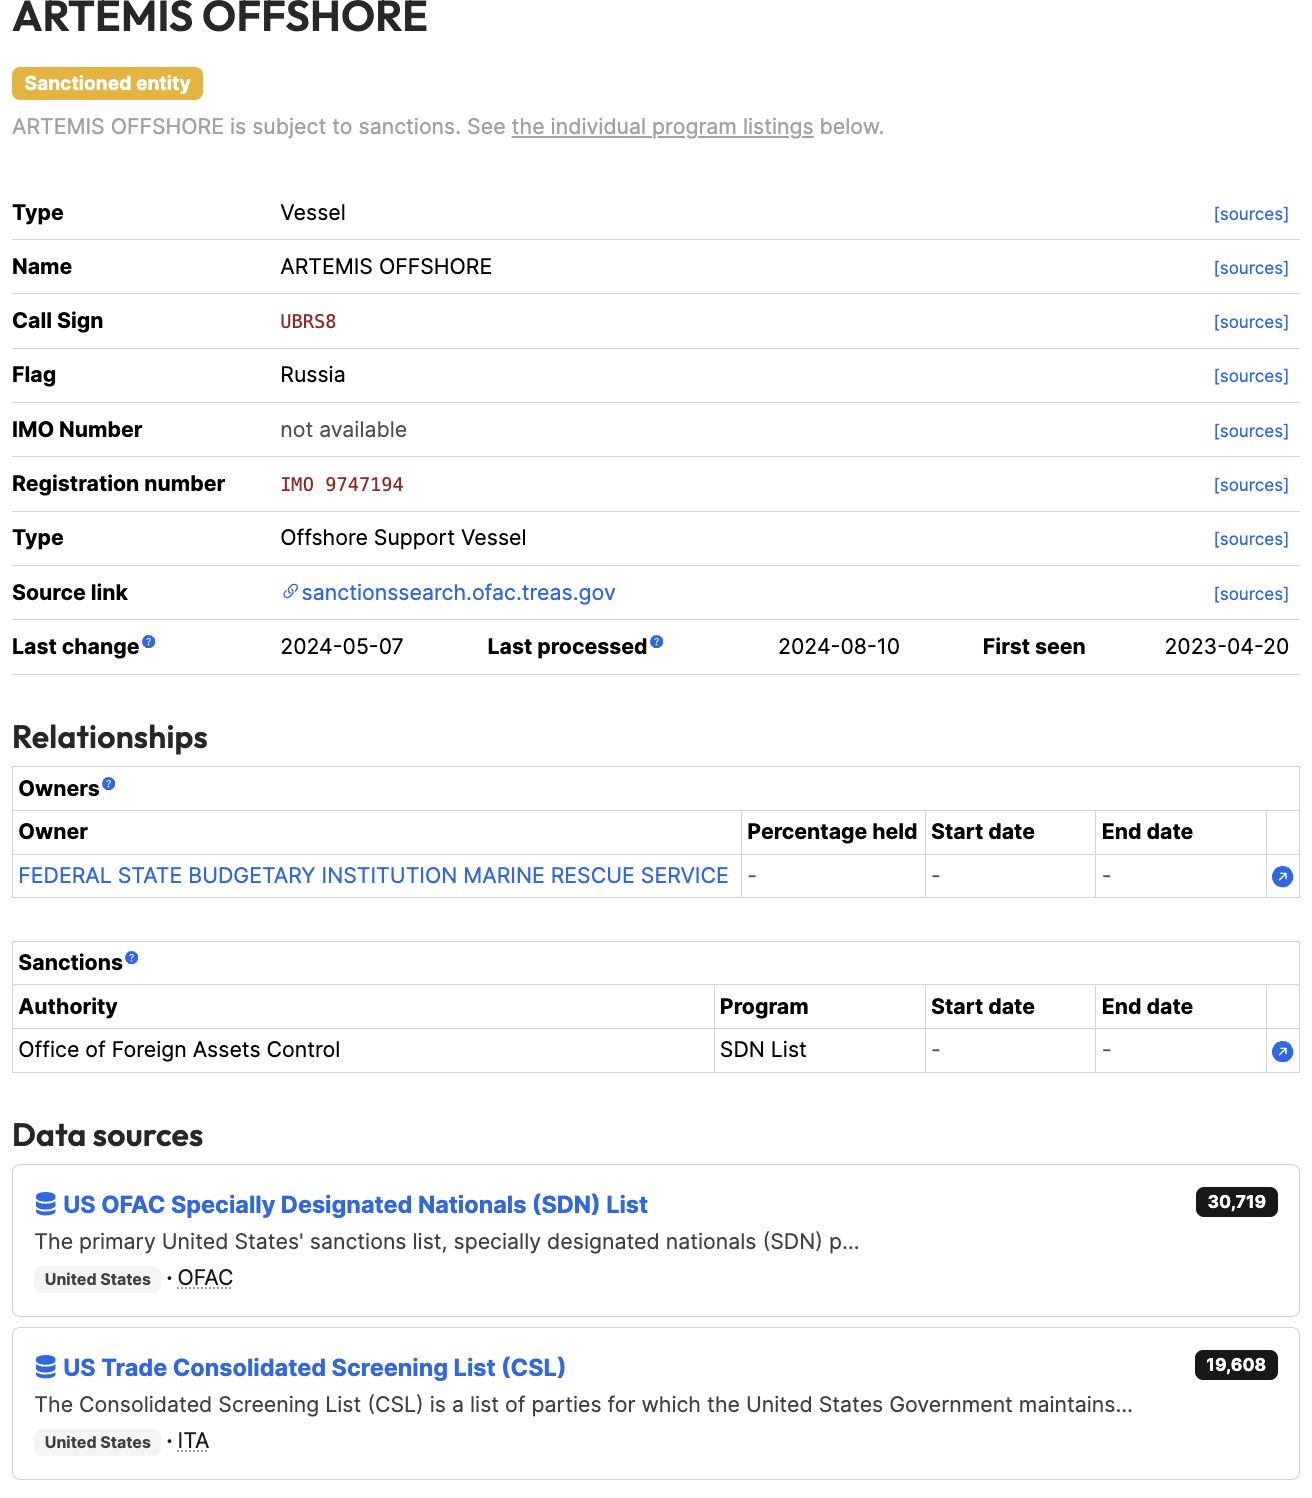 ARTEMIS OFFSHORE
Sanctioned entity
ARTEMIS OFFSHORE is subject to sanctions. See the individual program listings below.
Type Vessel [sources]
Name ARTEMIS OFFSHORE [sources]
Call Sign UBRS8 [sources]
Flag Russia [sources]
IMO Number not available [sources]
Registration number IMO 9747194 [sources]
Type Offshore Support Vessel [sources]
Source link sanctionssearch.ofac.treas.gov [sources]
Last change ? 2024-05-07 Last processed ? 2024-08-10 First seen 2023-04-20
Relationships
Owners ?
Owner Percentage held Start date End date
FEDERAL STATE BUDGETARY INSTITUTION MARINE RESCUE SERVICE - - -
Sanctions ?
Authority Program Start date End date
Office of Foreign Assets Control SDN List - -
Data sources
US OFAC Specially Designated Nationals (SDN) List 30,719
The primary United States' sanctions list, specially designated nationals (SDN) p...
United States · OFAC
US Trade Consolidated Screening List (CSL) 19,608
The Consolidated Screening List (CSL) is a list of parties for which the United States Government maintains...
United States · ITA